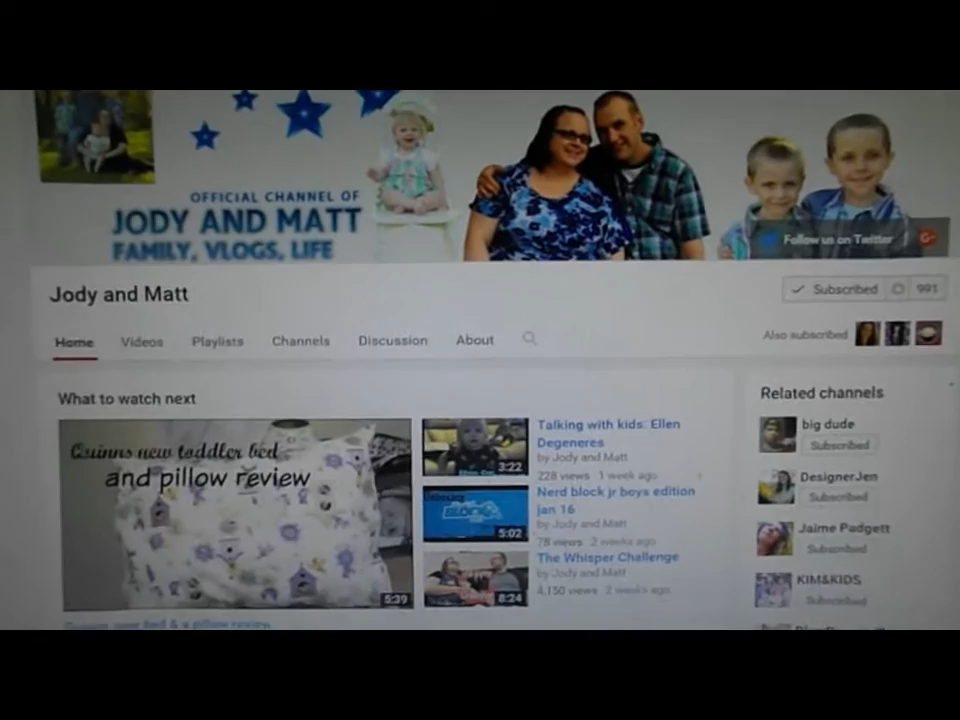 OFFICIAL CHANNEL OF
JODY AND MATT
FAMILY, VLOGS, LIFE
Follow us on Twitter
Jody and Matt
Subscribed 991
Home Videos Playlists Channels Discussion About
Also subscribed
What to watch next
Quinns new toddler bed
and pillow review
5:39
3:22
Talking with kids: Ellen
Degeneres
by Jody and Matt
228 views 1 week ago
5:02
Nerd block jr boys edition
jan 16
by Jody and Matt
78 views 2 weeks ago
8:24
The Whisper Challenge
by Jody and Matt
4,150 views 2 weeks ago
bed & a pillow review
Related channels
big dude
Subscribed
DesignerJen
Subscribed
Jaime Padgett
Subscribed
KIM&KIDS
Subscribed